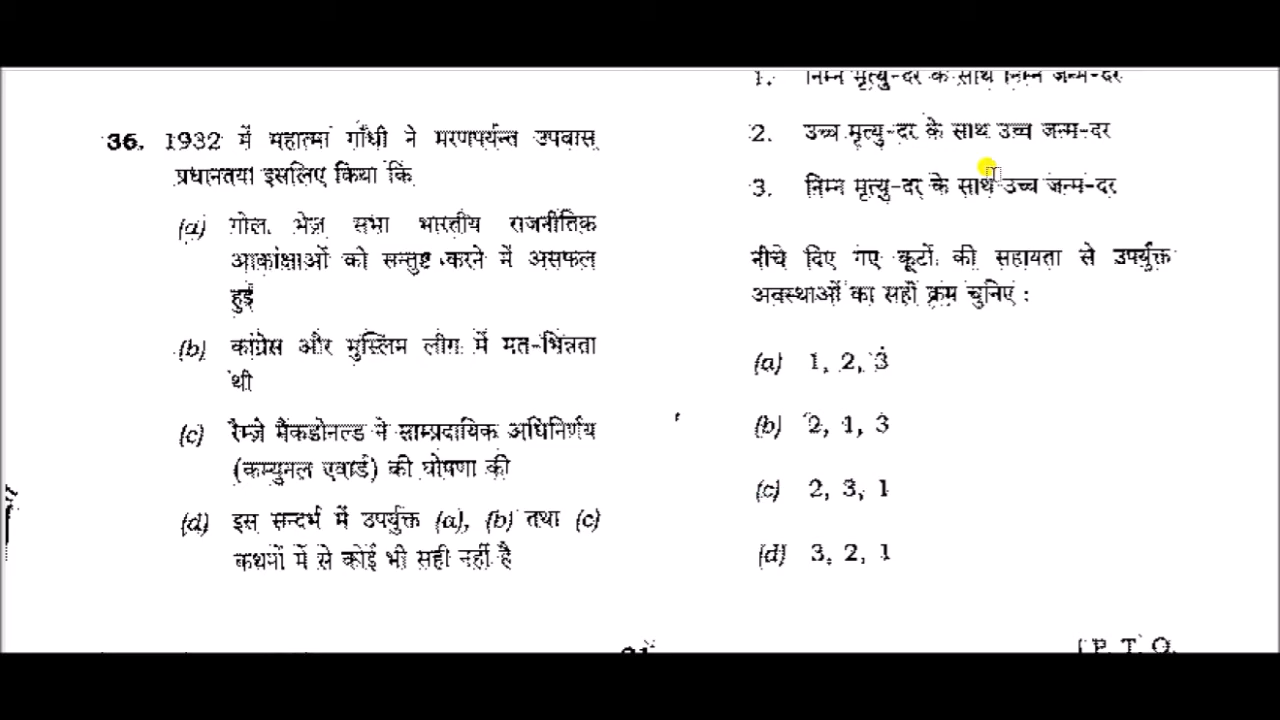 36. 1932 में महात्मा गाँधी ने मरणपर्यन्त उपवास
प्रधानतया इसलिए किया कि
(a) गोल मेज़ सभा भारतीय राजनीतिक
आकांक्षाओं को सन्तुष्ट करने में असफल
हुई
(b) कांग्रेस और मुस्लिम लीग में मत-भिन्नता
थी
(c) रैम्ज़े मैकडोनल्ड ने साम्प्रदायिक अधिनिर्णय
(कम्युनल एवार्ड) की घोषणा की
(d) इस सन्दर्भ में उपर्युक्त (a), (b) तथा (c)
कथनों में से कोई भी सही नहीं है
1. निम्न मृत्यु-दर के साथ निम्न जन्म-दर
2. उच्च मृत्यु-दर के साथ उच्च जन्म-दर
3. निम्न मृत्यु-दर के साथ उच्च जन्म-दर
नीचे दिए गए कूटों की सहायता से उपर्युक्त
अवस्थाओं का सही क्रम चुनिए :
(a) 1, 2, 3
(b) 2, 1, 3
(c) 2, 3, 1
(d) 3, 2, 1
[ P. T. O.